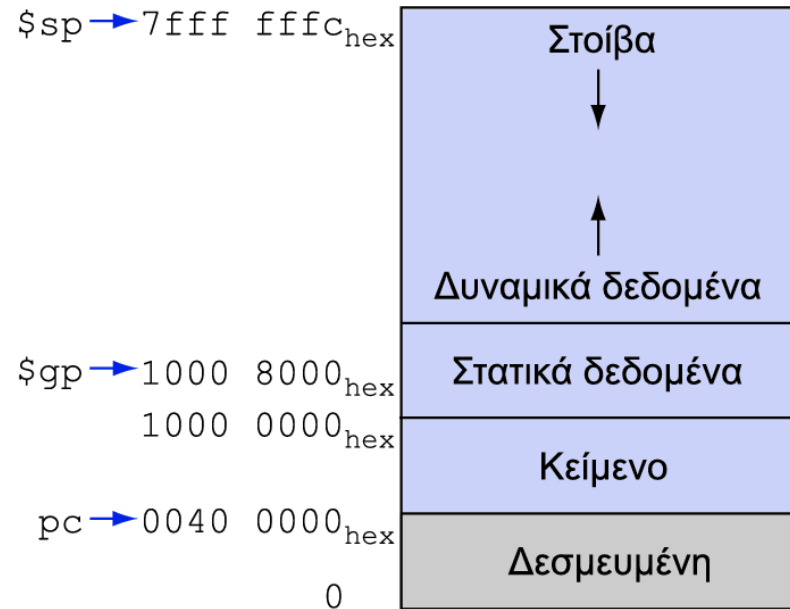 $sp 7fff fffc hex Στοίβα
Δυναμικά δεδομένα
$gp 1000 8000 hex Στατικά δεδομένα
1000 0000 hex
Κείμενο
pc 0040 0000 hex
Δεσμευμένη
0